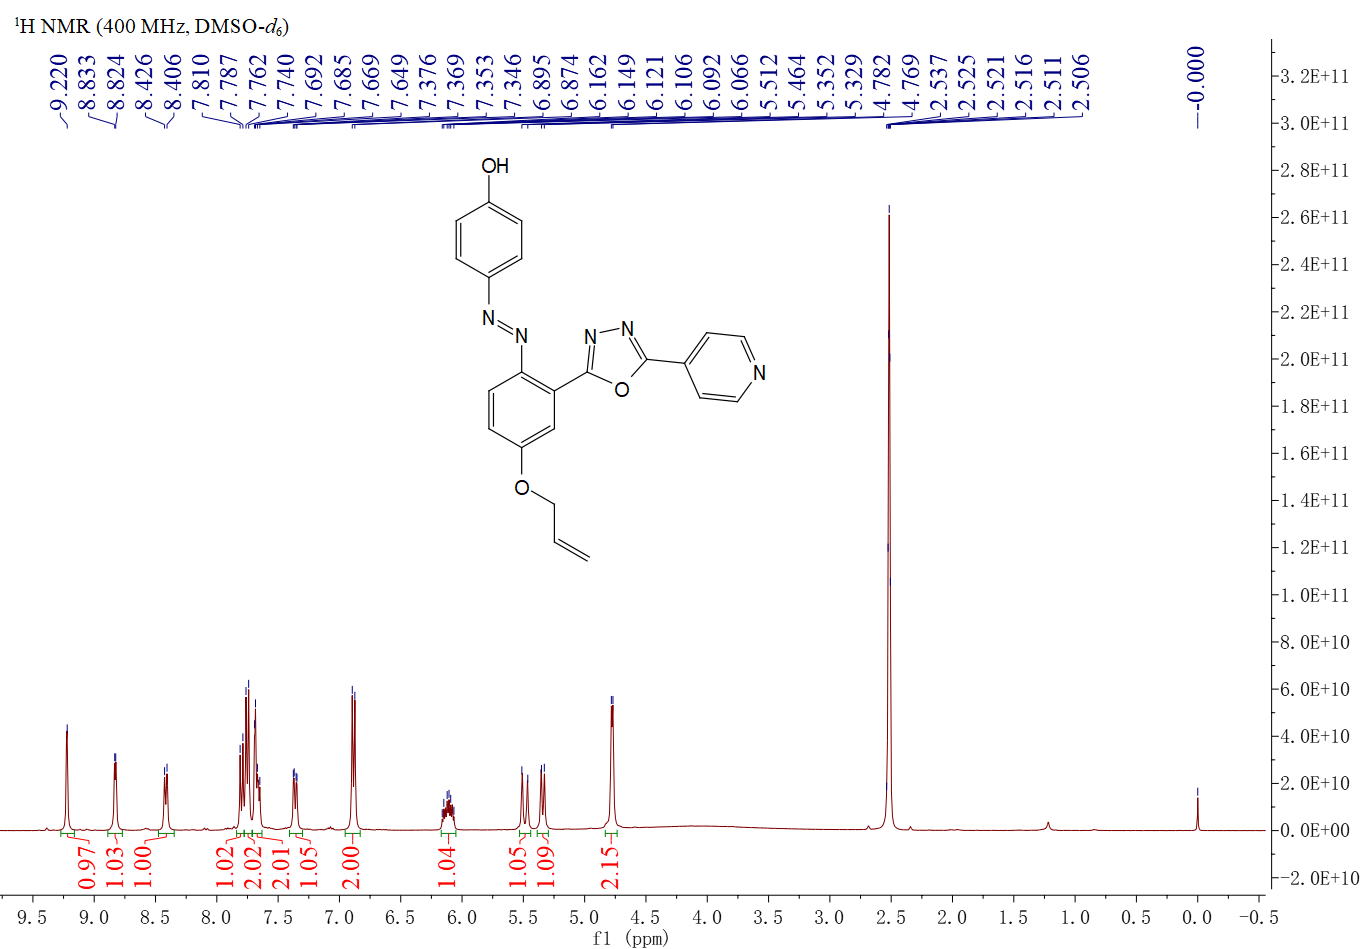 ¹H NMR (400 MHz, DMSO-d₆)
9.220
8.833
8.824
8.426
8.406
7.810
7.787
7.762
7.740
7.692
7.685
7.669
7.649
7.376
7.369
7.353
7.346
6.895
6.874
6.162
6.149
6.121
6.106
6.092
6.066
5.512
5.464
5.352
5.329
4.782
4.769
2.537
2.525
2.521
2.516
2.511
2.506
-0.000
3.2E+11
3.0E+11
2.8E+11
2.6E+11
2.4E+11
2.2E+11
2.0E+11
1.8E+11
1.6E+11
1.4E+11
1.2E+11
1.0E+11
8.0E+10
6.0E+10
4.0E+10
2.0E+10
0.0E+00
-2.0E+10
OH
N
N
N
N
O
N
O
0.97
1.03
1.00
1.02
2.02
2.01
1.05
2.00
1.04
1.05
1.09
2.15
9.5 9.0 8.5 8.0 7.5 7.0 6.5 6.0 5.5 5.0 4.5 4.0 3.5 3.0 2.5 2.0 1.5 1.0 0.5 0.0 -0.5
f1 (ppm)